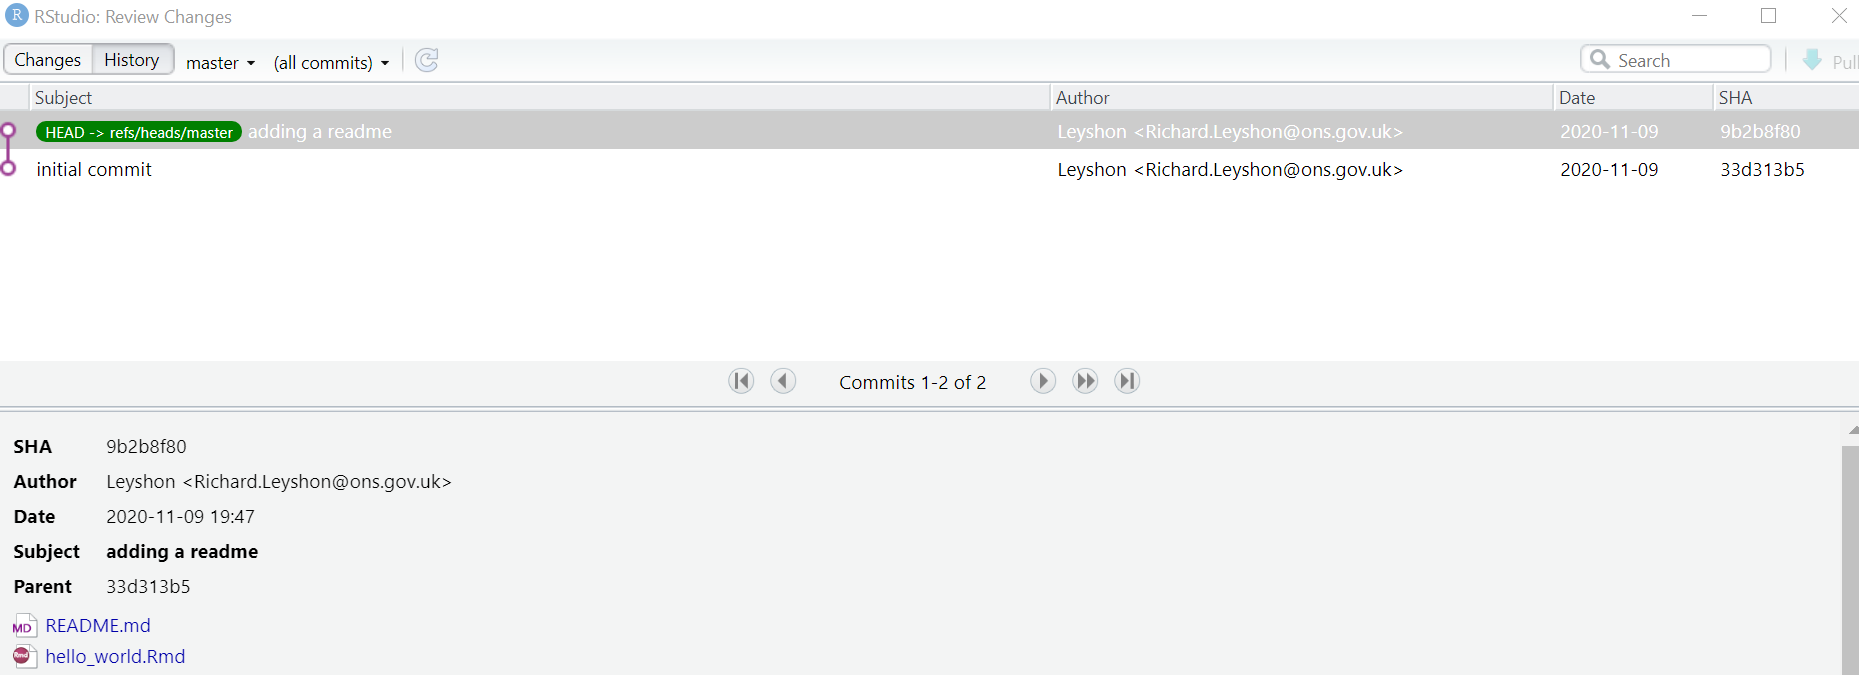 R RStudio: Review Changes
Changes History master (all commits) Search Pull
Subject Author Date SHA
HEAD -> refs/heads/master adding a readme Leyshon <Richard.Leyshon@ons.gov.uk> 2020-11-09 9b2b8f80
initial commit Leyshon <Richard.Leyshon@ons.gov.uk> 2020-11-09 33d313b5
Commits 1-2 of 2
SHA 9b2b8f80
Author Leyshon <Richard.Leyshon@ons.gov.uk>
Date 2020-11-09 19:47
Subject adding a readme
Parent 33d313b5
MD README.md
Rmd hello_world.Rmd